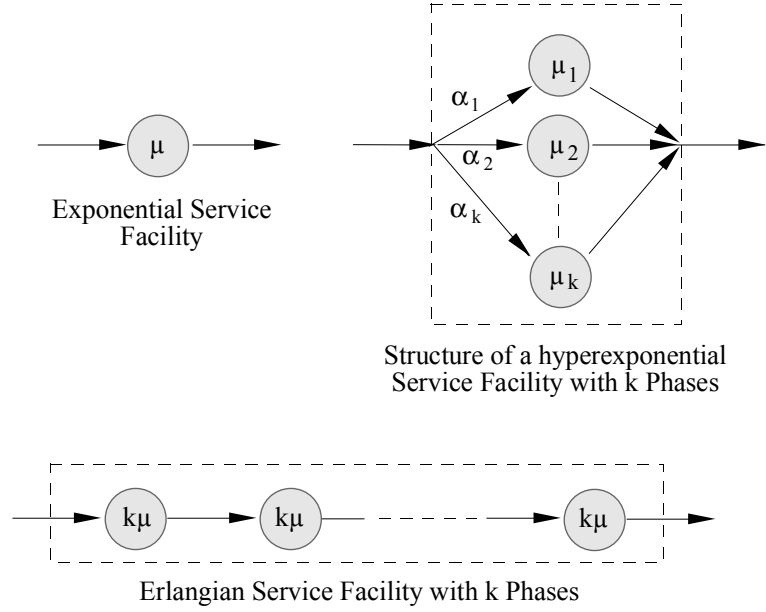 μ
Exponential Service
Facility
α1
α2
αk
μ1
μ2
μk
Structure of a hyperexponential
Service Facility with k Phases
kμ
kμ
kμ
Erlangian Service Facility with k Phases